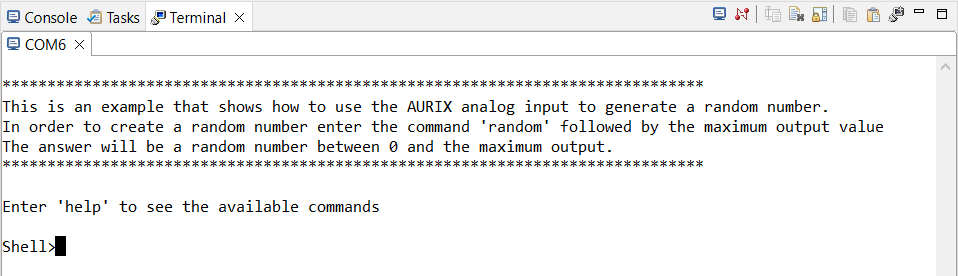 Console Tasks Terminal
COM6
******************************************************************************
This is an example that shows how to use the AURIX analog input to generate a random number.
In order to create a random number enter the command 'random' followed by the maximum output value
The answer will be a random number between 0 and the maximum output.
******************************************************************************
Enter 'help' to see the available commands
Shell>